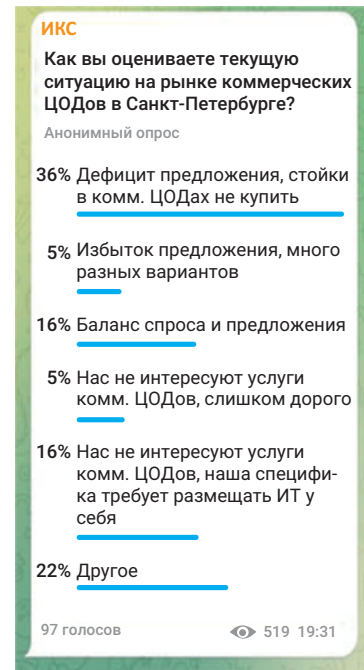 ИКС
Как вы оцениваете текущую
ситуацию на рынке коммерческих
ЦОДов в Санкт-Петербурге?
Анонимный опрос
36% Дефицит предложения, стойки
в комм. ЦОДах не купить
5% Избыток предложения, много
разных вариантов
16% Баланс спроса и предложения
5% Нас не интересуют услуги
комм. ЦОДов, слишком дорого
16% Нас не интересуют услуги
комм. ЦОДов, наша специфи-
ка требует размещать ИТ у
себя
22% Другое
97 голосов 519 19:31